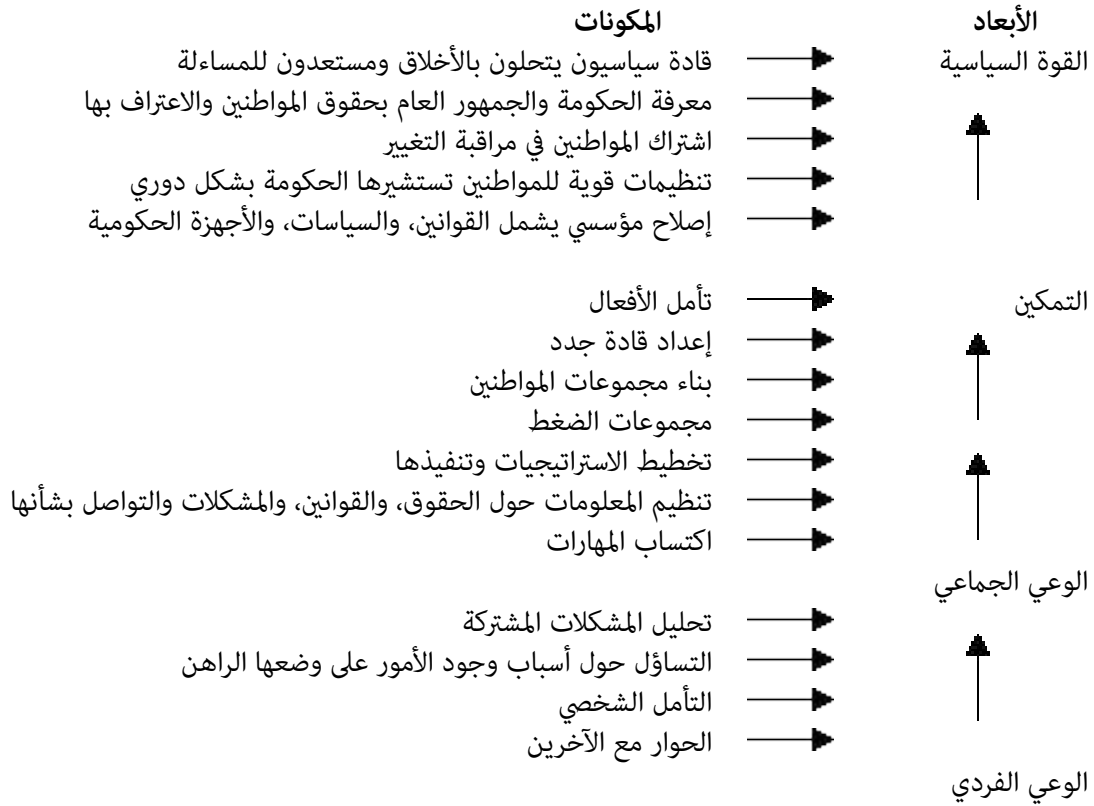 الأبعاد المكونات
القوة السياسية قادة سياسيون يتحلون بالأخلاق ومستعدون للمساءلة
معرفة الحكومة والجمهور العام بحقوق المواطنين والاعتراف بها
اشتراك المواطنين في مراقبة التغيير
تنظيمات قوية للمواطنين تستشيرها الحكومة بشكل دوري
إصلاح مؤسسي يشمل القوانين، والسياسات، والأجهزة الحكومية
التمكين تأمل الأفعال
إعداد قادة جدد
بناء مجموعات المواطنين
مجموعات الضغط
تخطيط الاستراتيجيات وتنفيذها
تنظيم المعلومات حول الحقوق، والقوانين، والمشكلات والتواصل بشأنها
اكتساب المهارات
الوعي الجماعي
تحليل المشكلات المشتركة
التساؤل حول أسباب وجود الأمور على وضعها الراهن
التأمل الشخصي
الحوار مع الآخرين
الوعي الفردي